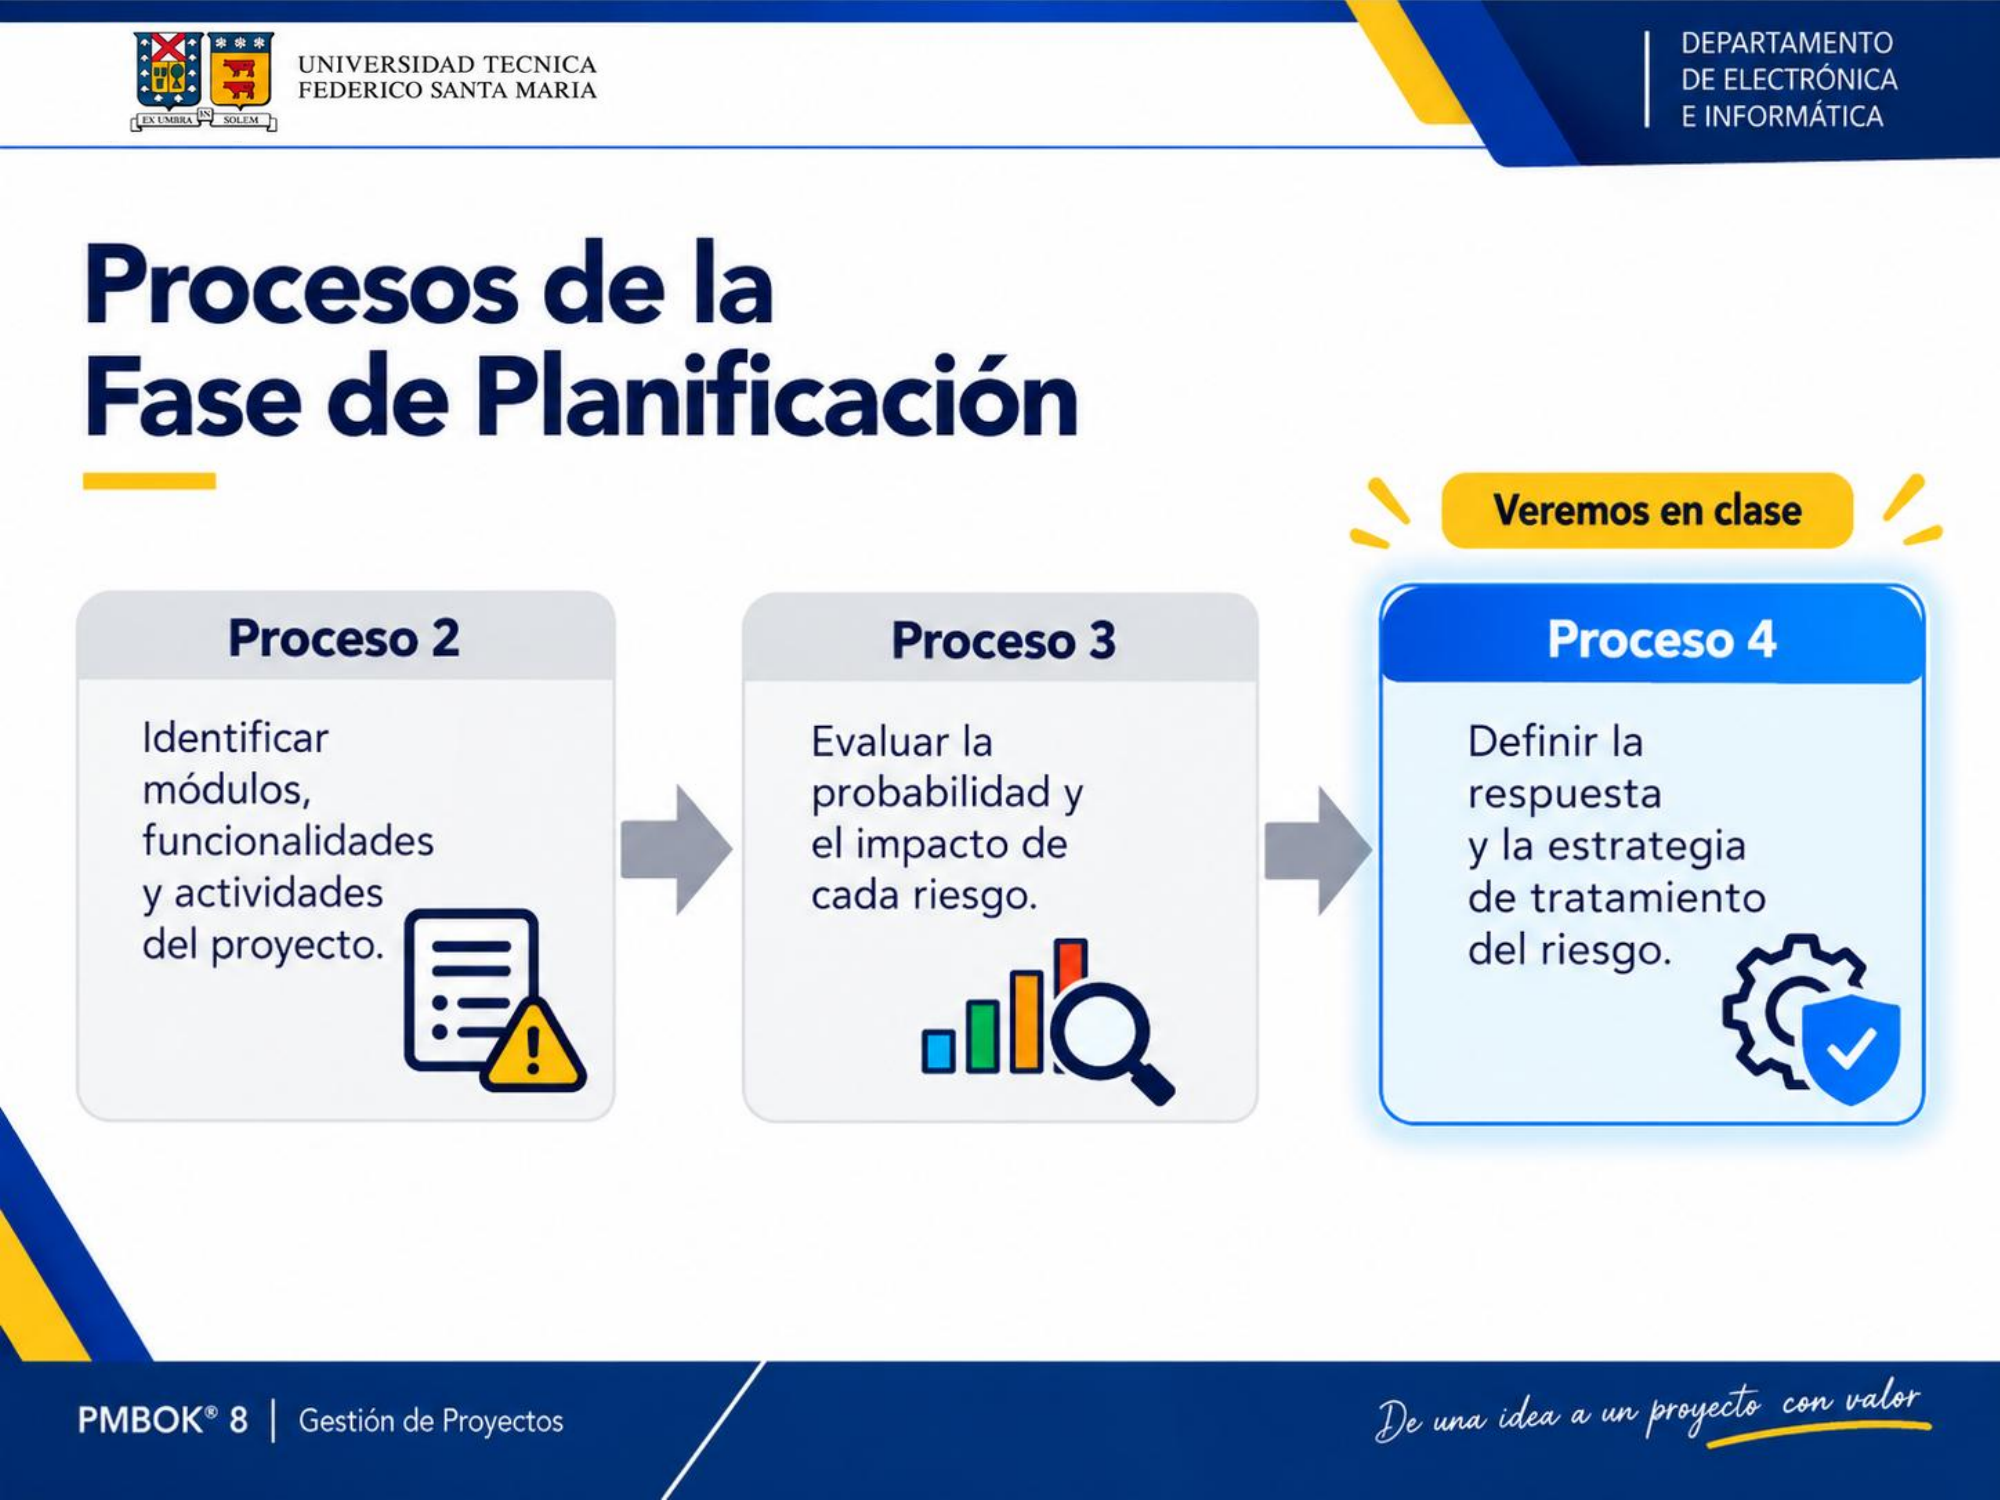 UNIVERSIDAD TECNICA
FEDERICO SANTA MARIA
EX UMBRA IN SOLEM
DEPARTAMENTO
DE ELECTRÓNICA
E INFORMÁTICA
Procesos de la
Fase de Planificación
Veremos en clase
Proceso 2
Identificar
módulos,
funcionalidades
y actividades
del proyecto.
Proceso 3
Evaluar la
probabilidad y
el impacto de
cada riesgo.
Proceso 4
Definir la
respuesta
y la estrategia
de tratamiento
del riesgo.
PMBOK® 8 | Gestión de Proyectos
De una idea a un proyecto con valor